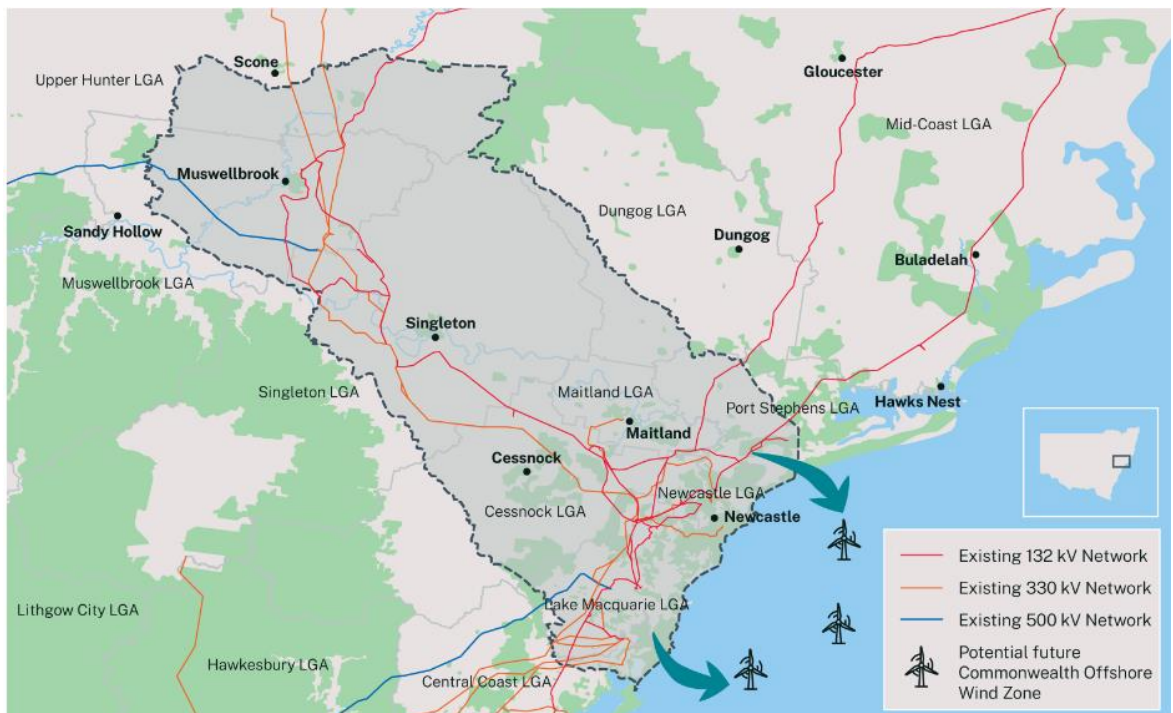 Scone
Upper Hunter LGA
Gloucester
Mid-Coast LGA
Muswellbrook
Sandy Hollow
Dungog LGA
Dungog
Buladelah
Muswellbrook LGA
Singleton
Singleton LGA
Maitland LGA
Port Stephens LGA
Hawks Nest
Maitland
Cessnock
Cessnock LGA
Newcastle LGA
Newcastle
Lake Macquarie LGA
Lithgow City LGA
Hawkesbury LGA
Central Coast LGA
Existing 132 kV Network
Existing 330 kV Network
Existing 500 kV Network
Potential future
Commonwealth Offshore
Wind Zone